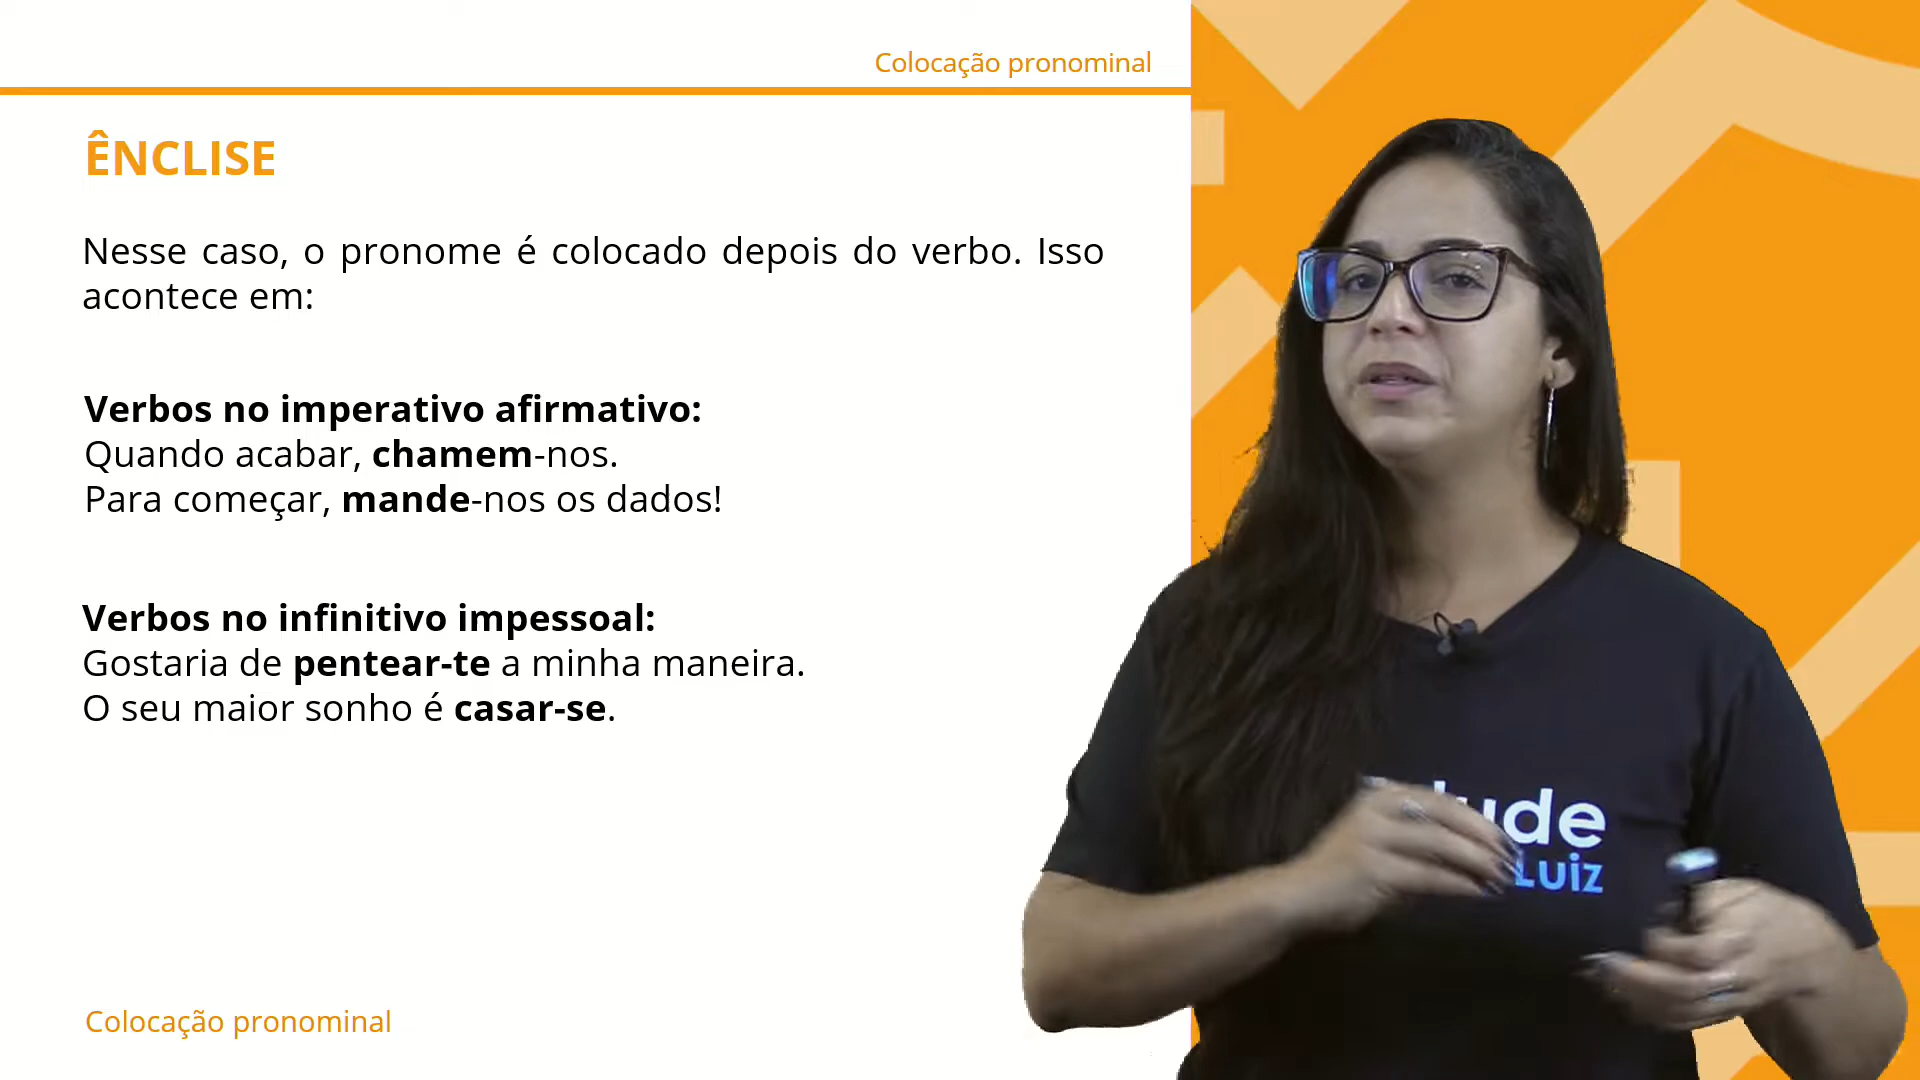 Colocação pronominal
ÊNCLISE
Nesse caso, o pronome é colocado depois do verbo. Isso
acontece em:
Verbos no imperativo afirmativo:
Quando acabar, chamem-nos.
Para começar, mande-nos os dados!
Verbos no infinitivo impessoal:
Gostaria de pentear-te a minha maneira.
O seu maior sonho é casar-se.
Luiz
Colocação pronominal